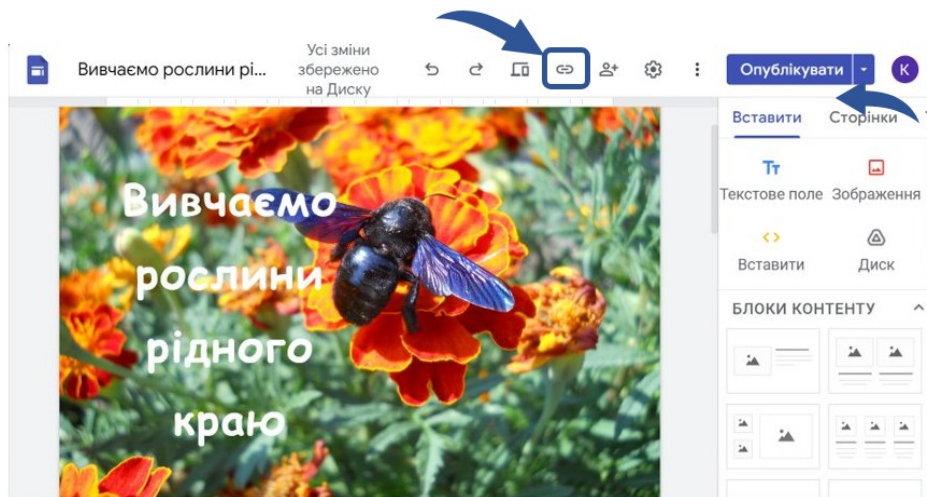 Вивчаємо рослини рі...
Усі зміни
збережено
на Диску
Опублікувати
К
Вставити Сторінки
Текстове поле Зображення
Вставити Диск
БЛОКИ КОНТЕНТУ
Вивчаємо
рослини
рідного
краю